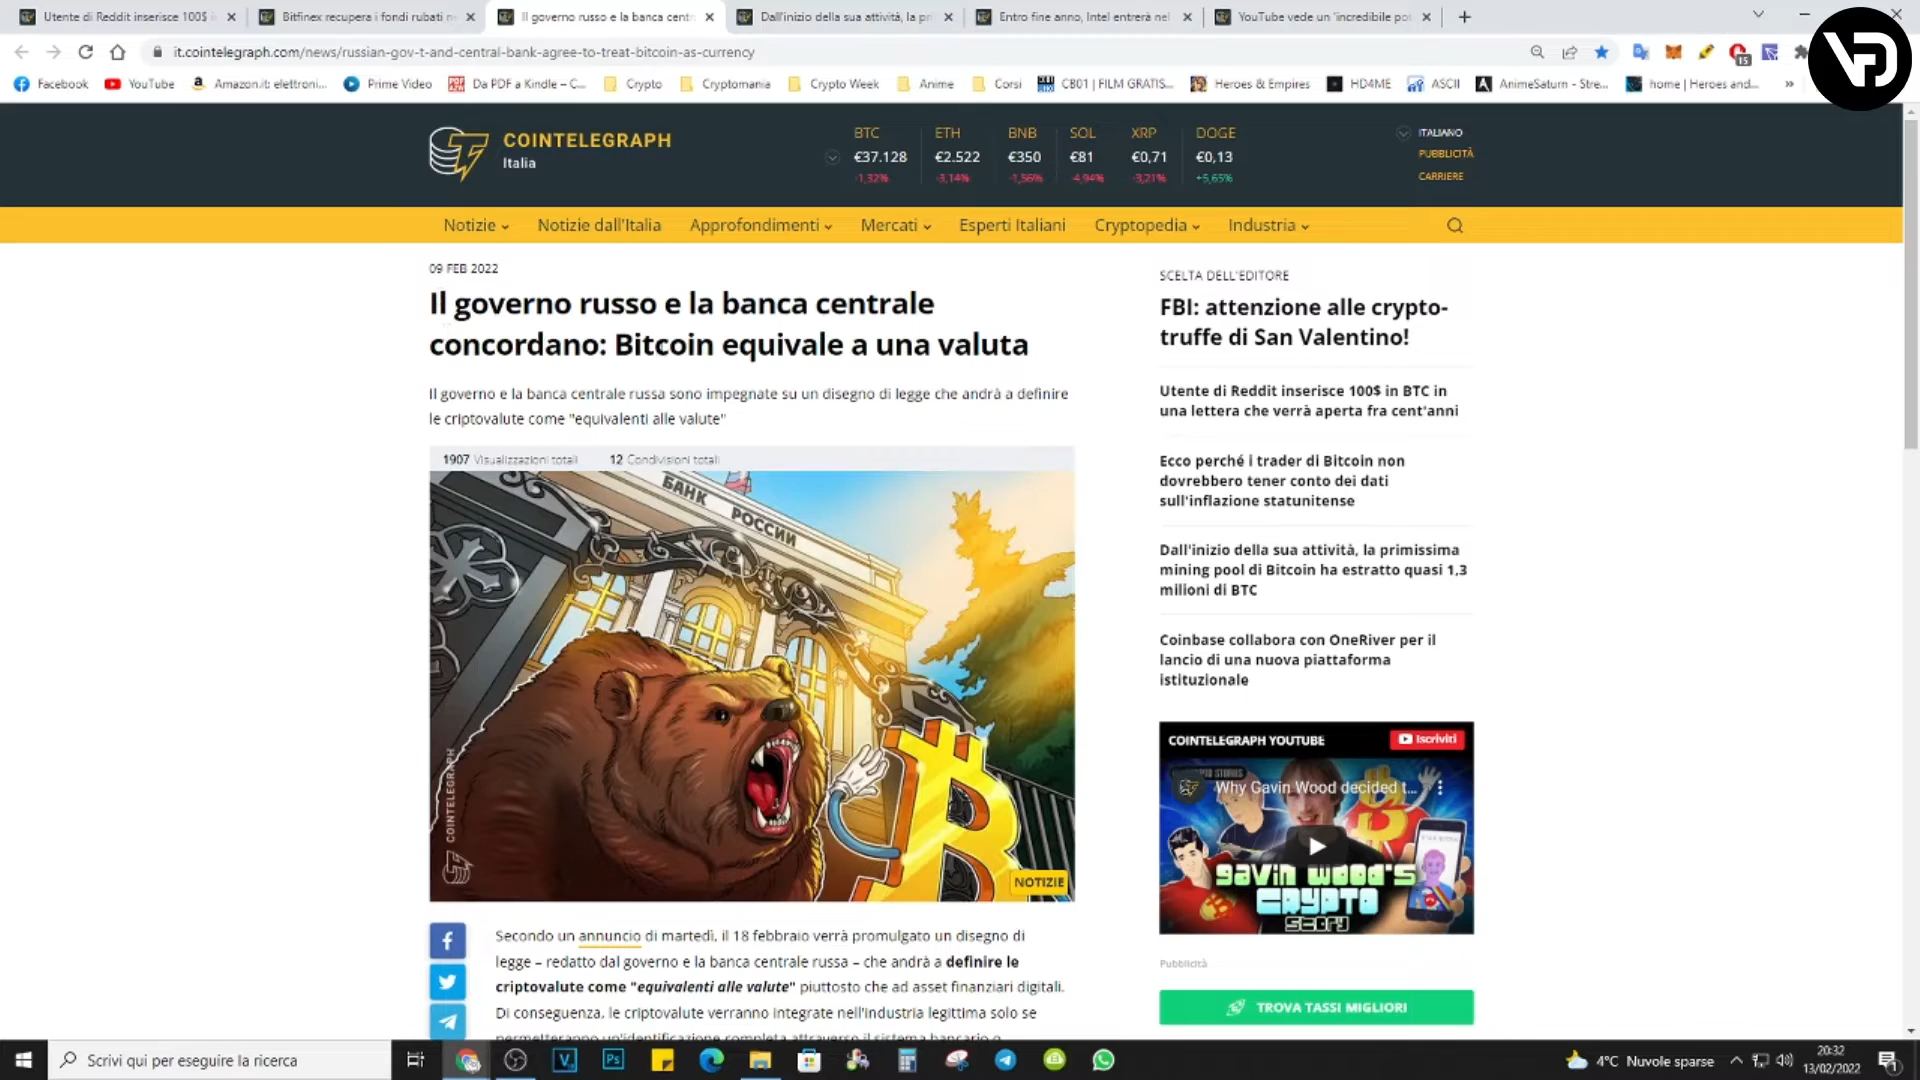 Utente di Reddit inserisce 100$ i
Bitfinex recupera i fondi rubati n
Il governo russo e la banca centr
Dall'inizio della sua attività, la pri
Entro fine anno, Intel entrerà nel
YouTube vede un 'incredibile pot
it.cointelegraph.com/news/russian-gov-t-and-central-bank-agree-to-treat-bitcoin-as-currency
15
Facebook
YouTube
Amazon.it: elettroni...
Prime Video
Da PDF a Kindle – C...
Crypto
Cryptomania
Crypto Week
Anime
Corsi
CB01 | FILM GRATIS...
Heroes & Empires
HD4ME
ASCII
AnimeSaturn - Stre...
home | Heroes and...
»
COINTELEGRAPH
Italia
BTC ETH BNB SOL XRP DOGE
€37.128 €2.522 €350 €81 €0,71 €0,13
-1,32% -3,14% -1,56% -4,94% -3,21% +5,65%
ITALIANO
PUBBLICITÀ
CARRIERE
Notizie Notizie dall'Italia Approfondimenti Mercati Esperti Italiani Cryptopedia Industria
09 FEB 2022
Il governo russo e la banca centrale
concordano: Bitcoin equivale a una valuta
Il governo e la banca centrale russa sono impegnate su un disegno di legge che andrà a definire
le criptovalute come "equivalenti alle valute"
1907 Visualizzazioni totali 12 Condivisioni totali
БАНК РОССИИ
COINTELEGRAPH
NOTIZIE
Secondo un annuncio di martedì, il 18 febbraio verrà promulgato un disegno di
legge – redatto dal governo e la banca centrale russa – che andrà a definire le
criptovalute come "equivalenti alle valute" piuttosto che ad asset finanziari digitali.
Di conseguenza, le criptovalute verranno integrate nell'industria legittima solo se
permetteranno un'identificazione completa attraverso il sistema bancario o
SCELTA DELL'EDITORE
FBI: attenzione alle crypto-
truffe di San Valentino!
Utente di Reddit inserisce 100$ in BTC in
una lettera che verrà aperta fra cent'anni
Ecco perché i trader di Bitcoin non
dovrebbero tener conto dei dati
sull'inflazione statunitense
Dall'inizio della sua attività, la primissima
mining pool di Bitcoin ha estratto quasi 1,3
milioni di BTC
Coinbase collabora con OneRiver per il
lancio di una nuova piattaforma
istituzionale
COINTELEGRAPH YOUTUBE
Iscriviti
Why Gavin Wood decided t...
GAVIN WOOD'S
CRYPTO
STORY
Pubblicità
TROVA TASSI MIGLIORI
Scrivi qui per eseguire la ricerca
Ps
4°C Nuvole sparse
20:32
13/02/2022
1